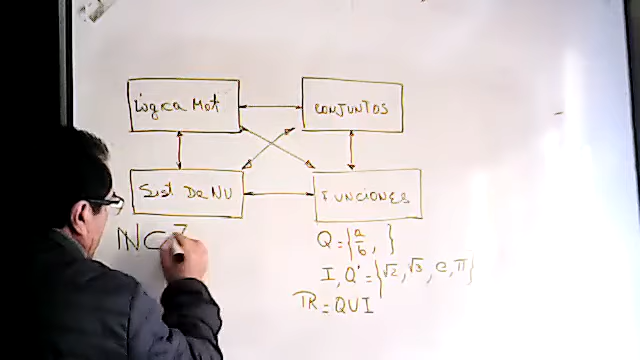 Lógica Mat
CONJUNTOS
Sist De NU
FUNCIONES
Q = { a/b, }
I, Q' = { √2, √3, e, π }
IR = Q U I
IN C